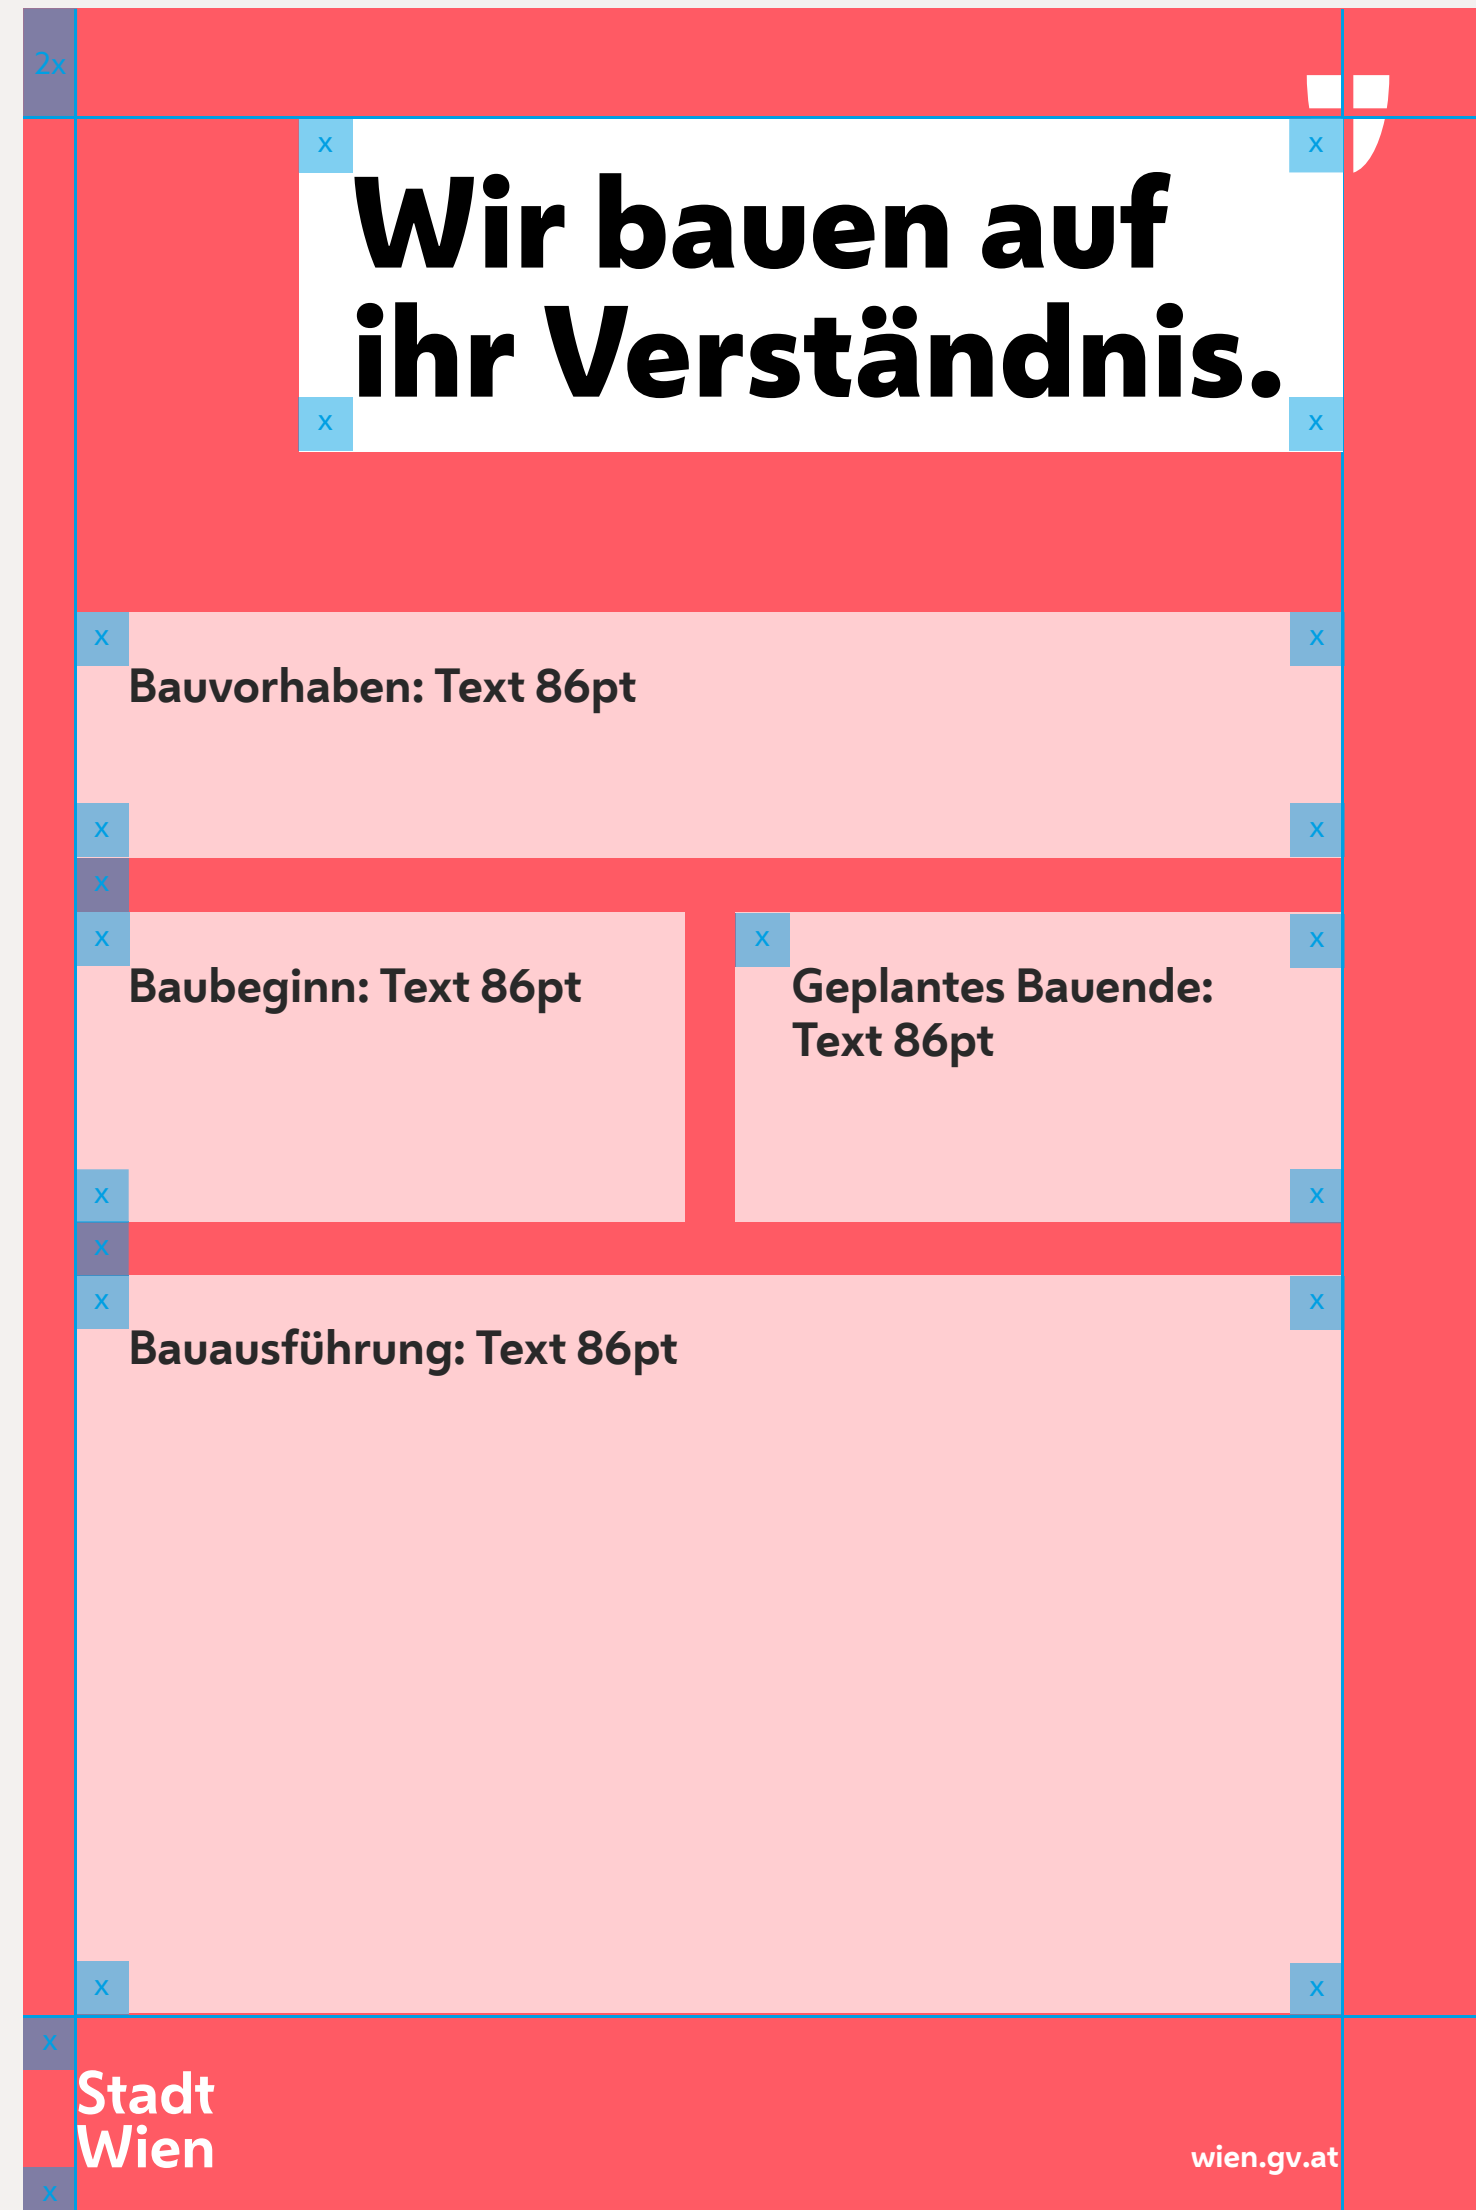 2x
x x
Wir bauen auf
ihr Verständnis.
x x
x x
Bauvorhaben: Text 86pt
x x
x
x x x
Baubeginn: Text 86pt
Geplantes Bauende:
Text 86pt
x x
x
x x
Bauausführung: Text 86pt
x x
x
Stadt
Wien
wien.gv.at
x